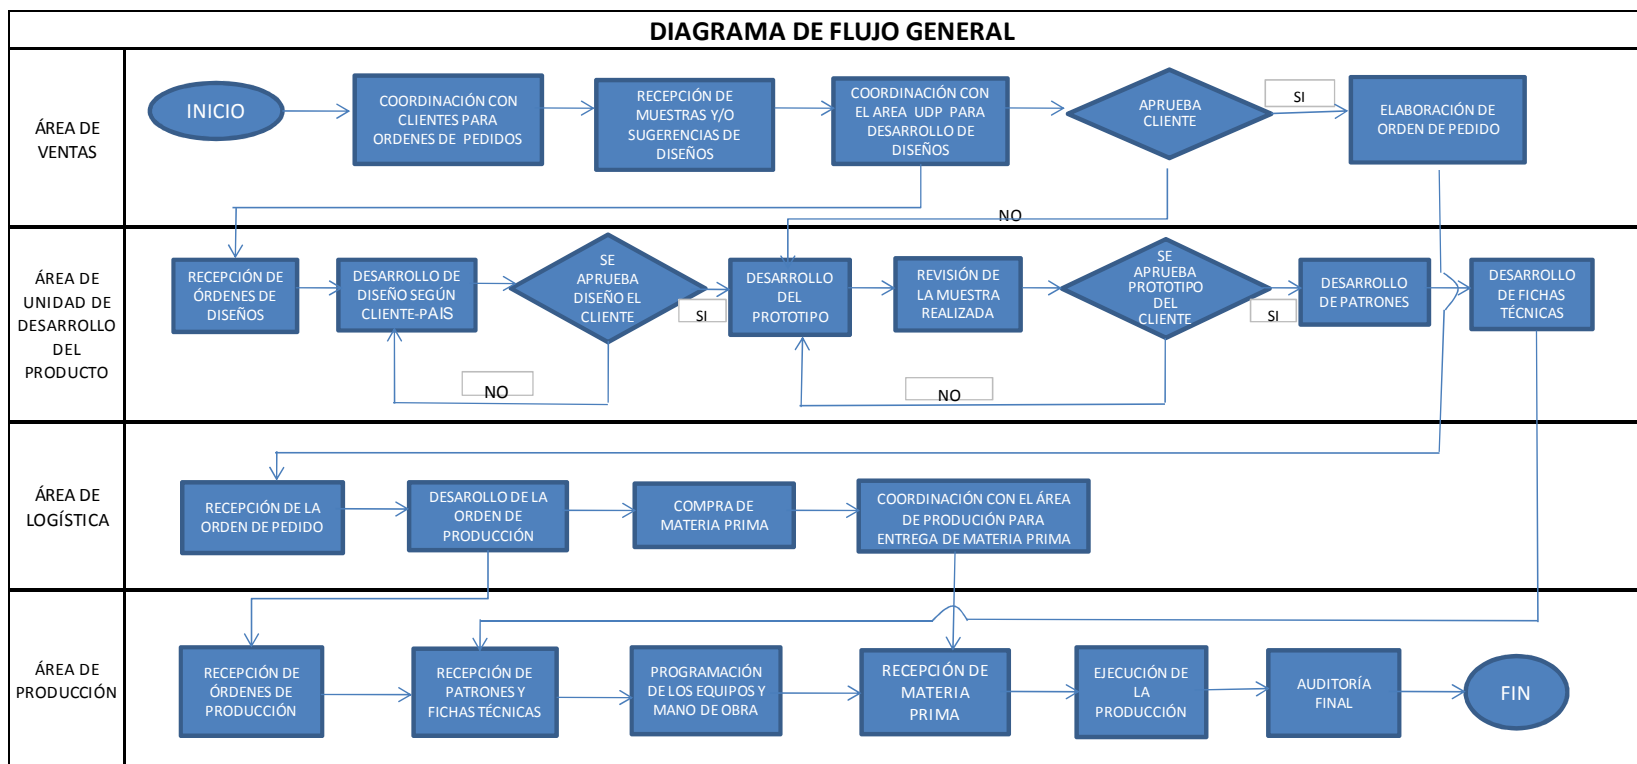 DIAGRAMA DE FLUJO GENERAL
ÁREA DE
VENTAS
INICIO
COORDINACIÓN CON
CLIENTES PARA
ORDENES DE PEDIDOS
RECEPCIÓN DE
MUESTRAS Y/O
SUGERENCIAS DE
DISEÑOS
COORDINACIÓN CON
EL AREA UDP PARA
DESARROLLO DE
DISEÑOS
APRUEBA
CLIENTE
SI
ELABORACIÓN DE
ORDEN DE PEDIDO
NO
ÁREA DE
UNIDAD DE
DESARROLLO
DEL
PRODUCTO
RECEPCIÓN DE
ÓRDENES DE
DISEÑOS
DESARROLLO DE
DISEÑO SEGÚN
CLIENTE-PAIS
SE
APRUEBA
DISEÑO EL
CLIENTE
SI
NO
DESARROLLO
DEL
PROTOTIPO
REVISIÓN DE
LA MUESTRA
REALIZADA
SE
APRUEBA
PROTOTIPO
DEL
CLIENTE
SI
NO
DESARROLLO
DE PATRONES
DESARROLLO
DE FICHAS
TÉCNICAS
ÁREA DE
LOGÍSTICA
RECEPCIÓN DE LA
ORDEN DE PEDIDO
DESAROLLO DE LA
ORDEN DE
PRODUCCIÓN
COMPRA DE
MATERIA PRIMA
COORDINACIÓN CON EL ÁREA
DE PRODUCIÓN PARA
ENTREGA DE MATERIA PRIMA
ÁREA DE
PRODUCCIÓN
RECEPCIÓN DE
ÓRDENES DE
PRODUCCIÓN
RECEPCIÓN DE
PATRONES Y
FICHAS TÉCNICAS
PROGRAMACIÓN
DE LOS EQUIPOS Y
MANO DE OBRA
RECEPCIÓN DE
MATERIA
PRIMA
EJECUCIÓN DE
LA
PRODUCCIÓN
AUDITORÍA
FINAL
FIN